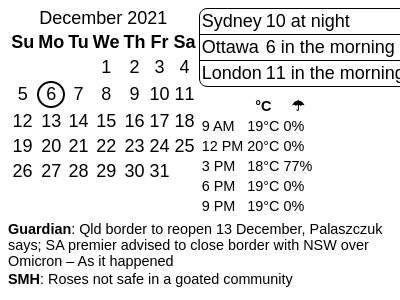 December 2021
Su Mo Tu We Th Fr Sa
1 2 3 4
5 6 7 8 9 10 11
12 13 14 15 16 17 18
19 20 21 22 23 24 25
26 27 28 29 30 31
Sydney 10 at night
Ottawa 6 in the morning
London 11 in the morning
°C ☂
9 AM 19°C 0%
12 PM 20°C 0%
3 PM 18°C 77%
6 PM 19°C 0%
9 PM 19°C 0%
Guardian: Qld border to reopen 13 December, Palaszczuk
says; SA premier advised to close border with NSW over
Omicron – As it happened
SMH: Roses not safe in a goated community